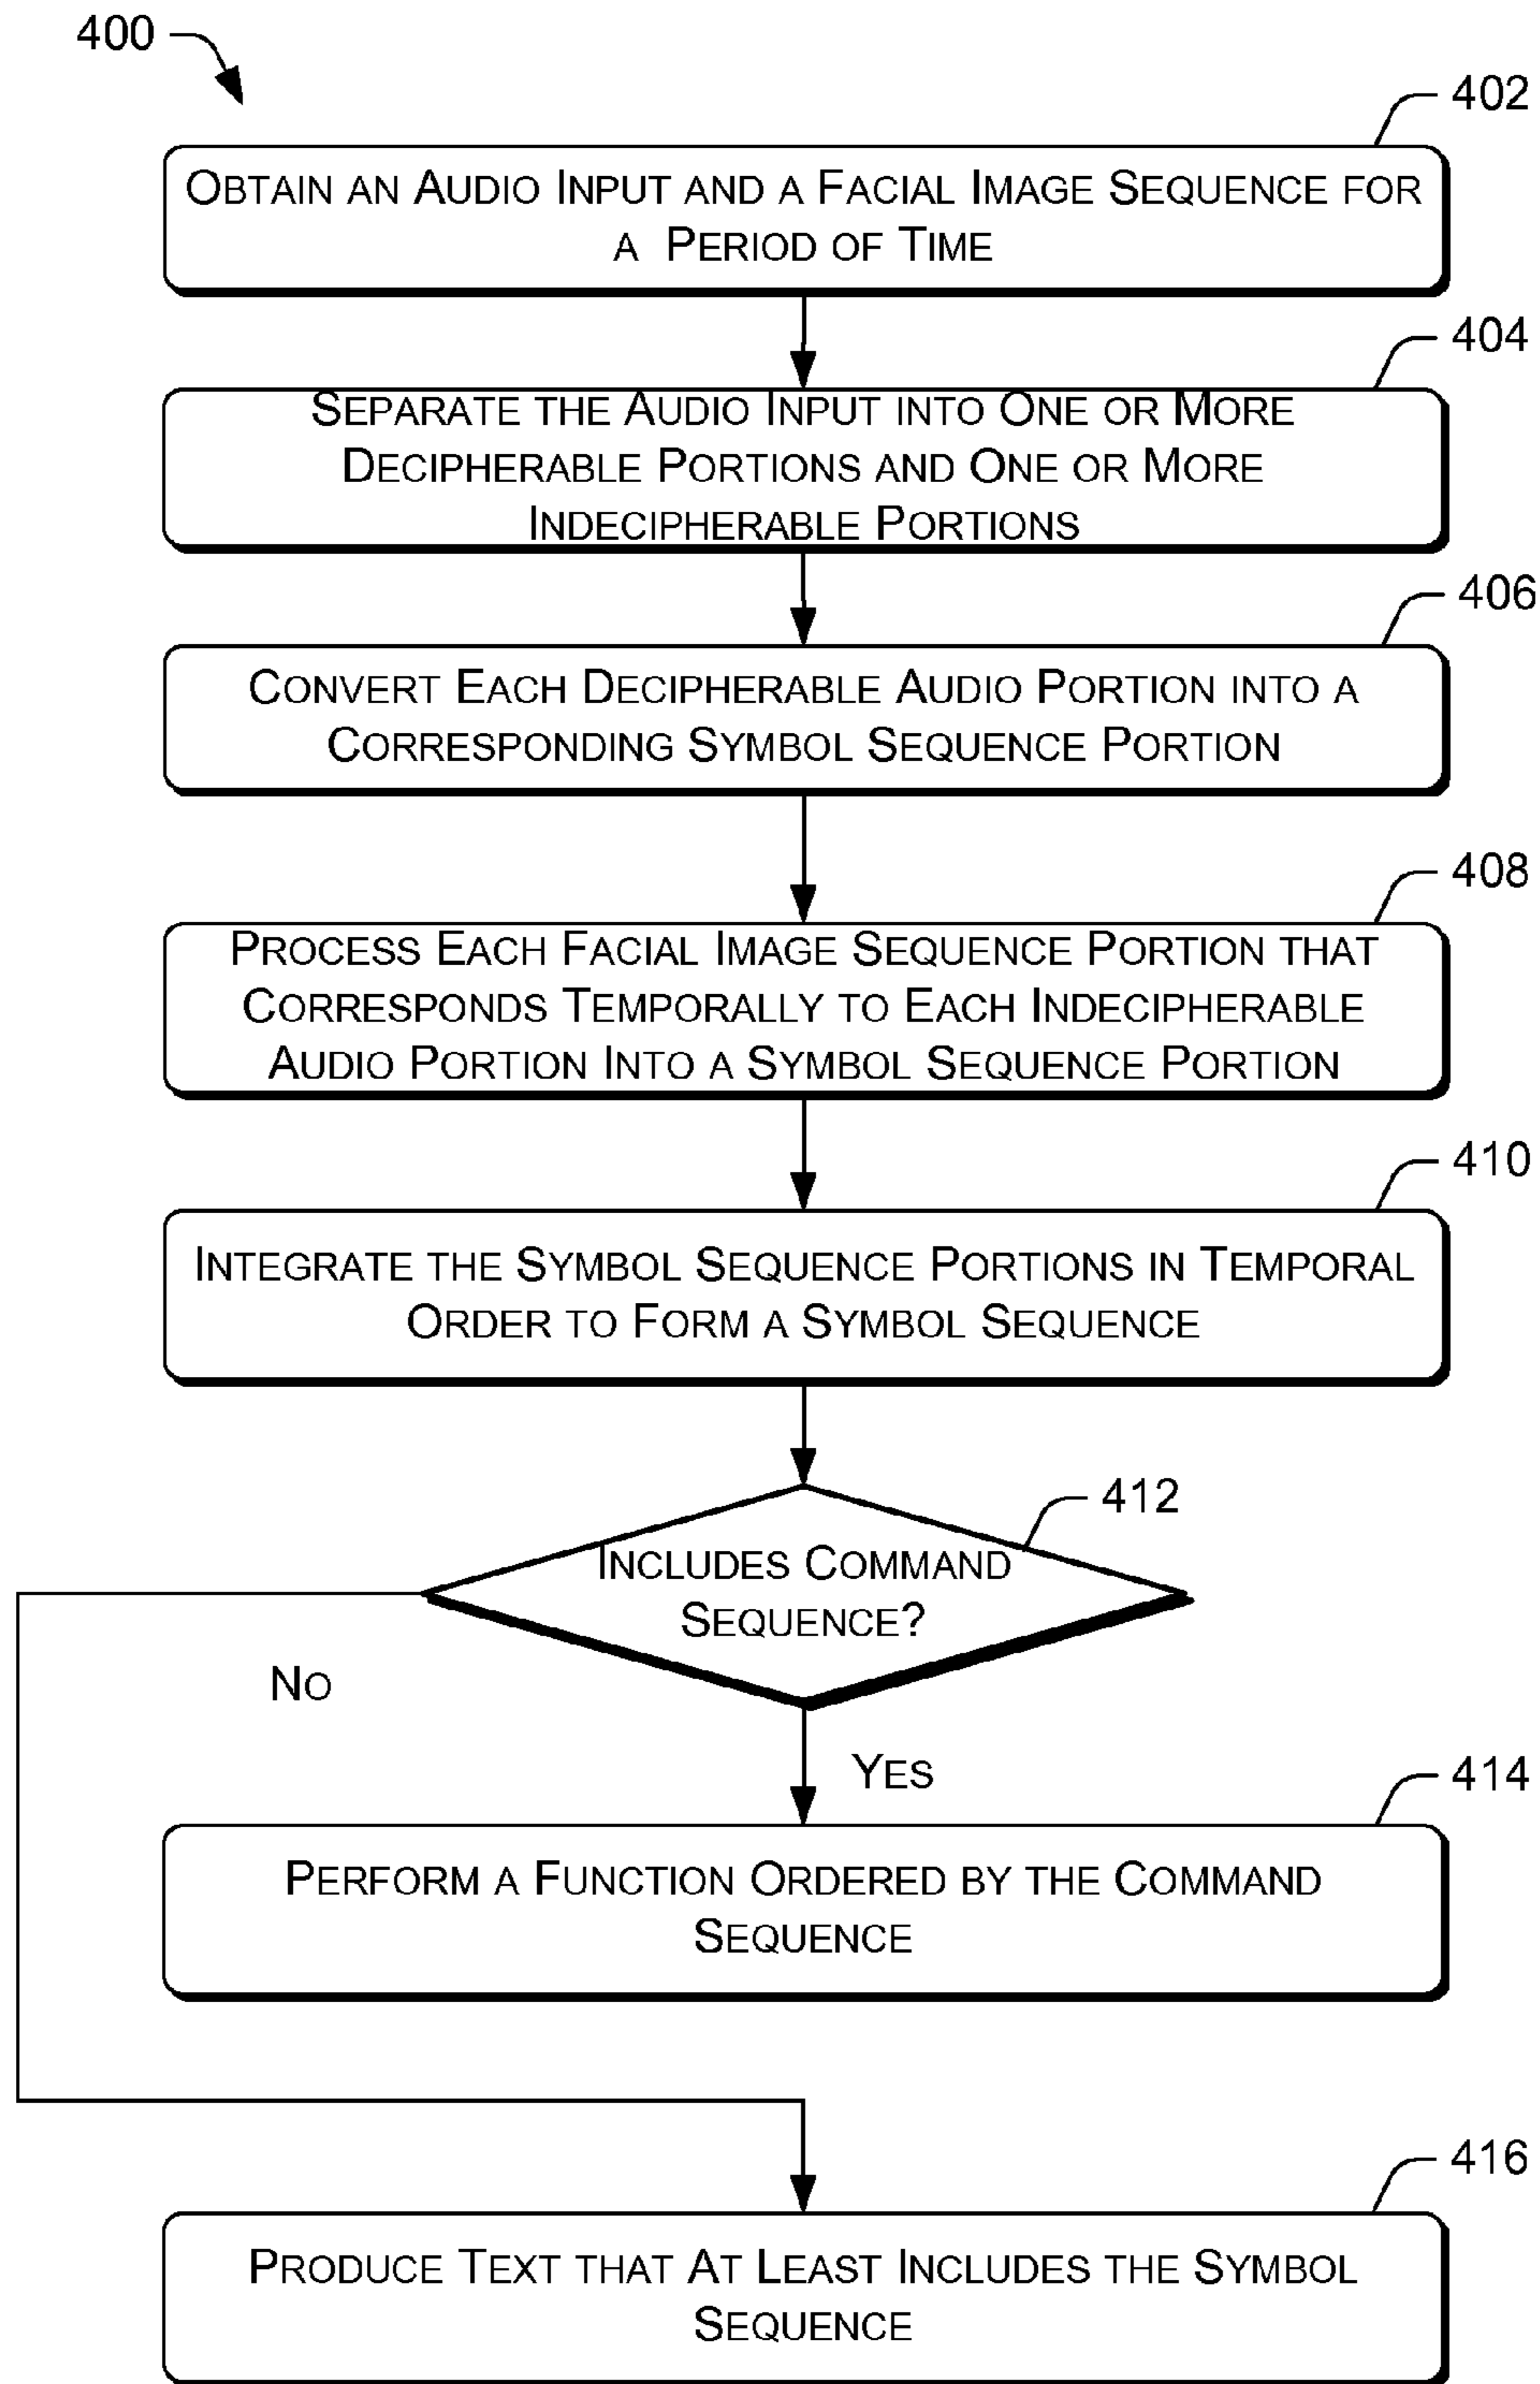 400
402
Obtain an Audio Input and a Facial Image Sequence for
a Period of Time
404
Separate the Audio Input into One or More
Decipherable Portions and One or More
Indecipherable Portions
406
Convert Each Decipherable Audio Portion into a
Corresponding Symbol Sequence Portion
408
Process Each Facial Image Sequence Portion that
Corresponds Temporally to Each Indecipherable
Audio Portion Into a Symbol Sequence Portion
410
Integrate the Symbol Sequence Portions in Temporal
Order to Form a Symbol Sequence
412
Includes Command
Sequence?
No
Yes
414
Perform a Function Ordered by the Command
Sequence
416
Produce Text that At Least Includes the Symbol
Sequence